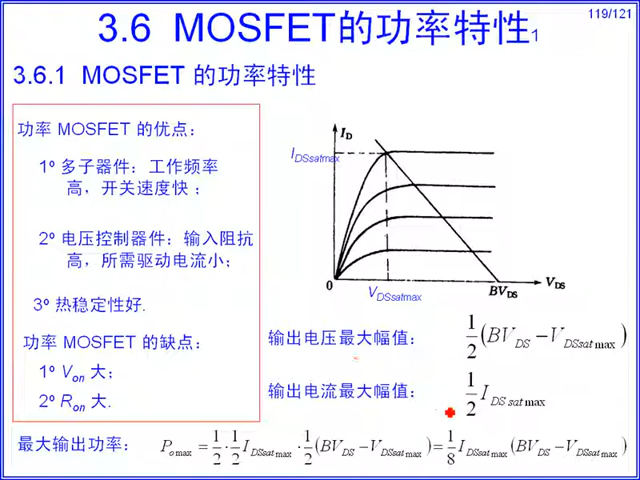 119/121
3.6 MOSFET的功率特性1
3.6.1 MOSFET 的功率特性
功率 MOSFET 的优点：
1º 多子器件：工作频率
高，开关速度快；
2º 电压控制器件：输入阻抗
高，所需驱动电流小；
3º 热稳定性好.
功率 MOSFET 的缺点：
1º Von 大；
2º Ron 大.
ID
IDSsatmax
0
VDSsatmax
BVDS
VDS
输出电压最大幅值： 1/2 (BVDS − VDSsat max)
输出电流最大幅值： 1/2 IDS sat max
最大输出功率： Po max = 1/2 · 1/2 IDSsat max · 1/2 (BVDS − VDSsat max) = 1/8 IDSsat max (BVDS − VDSsat max)